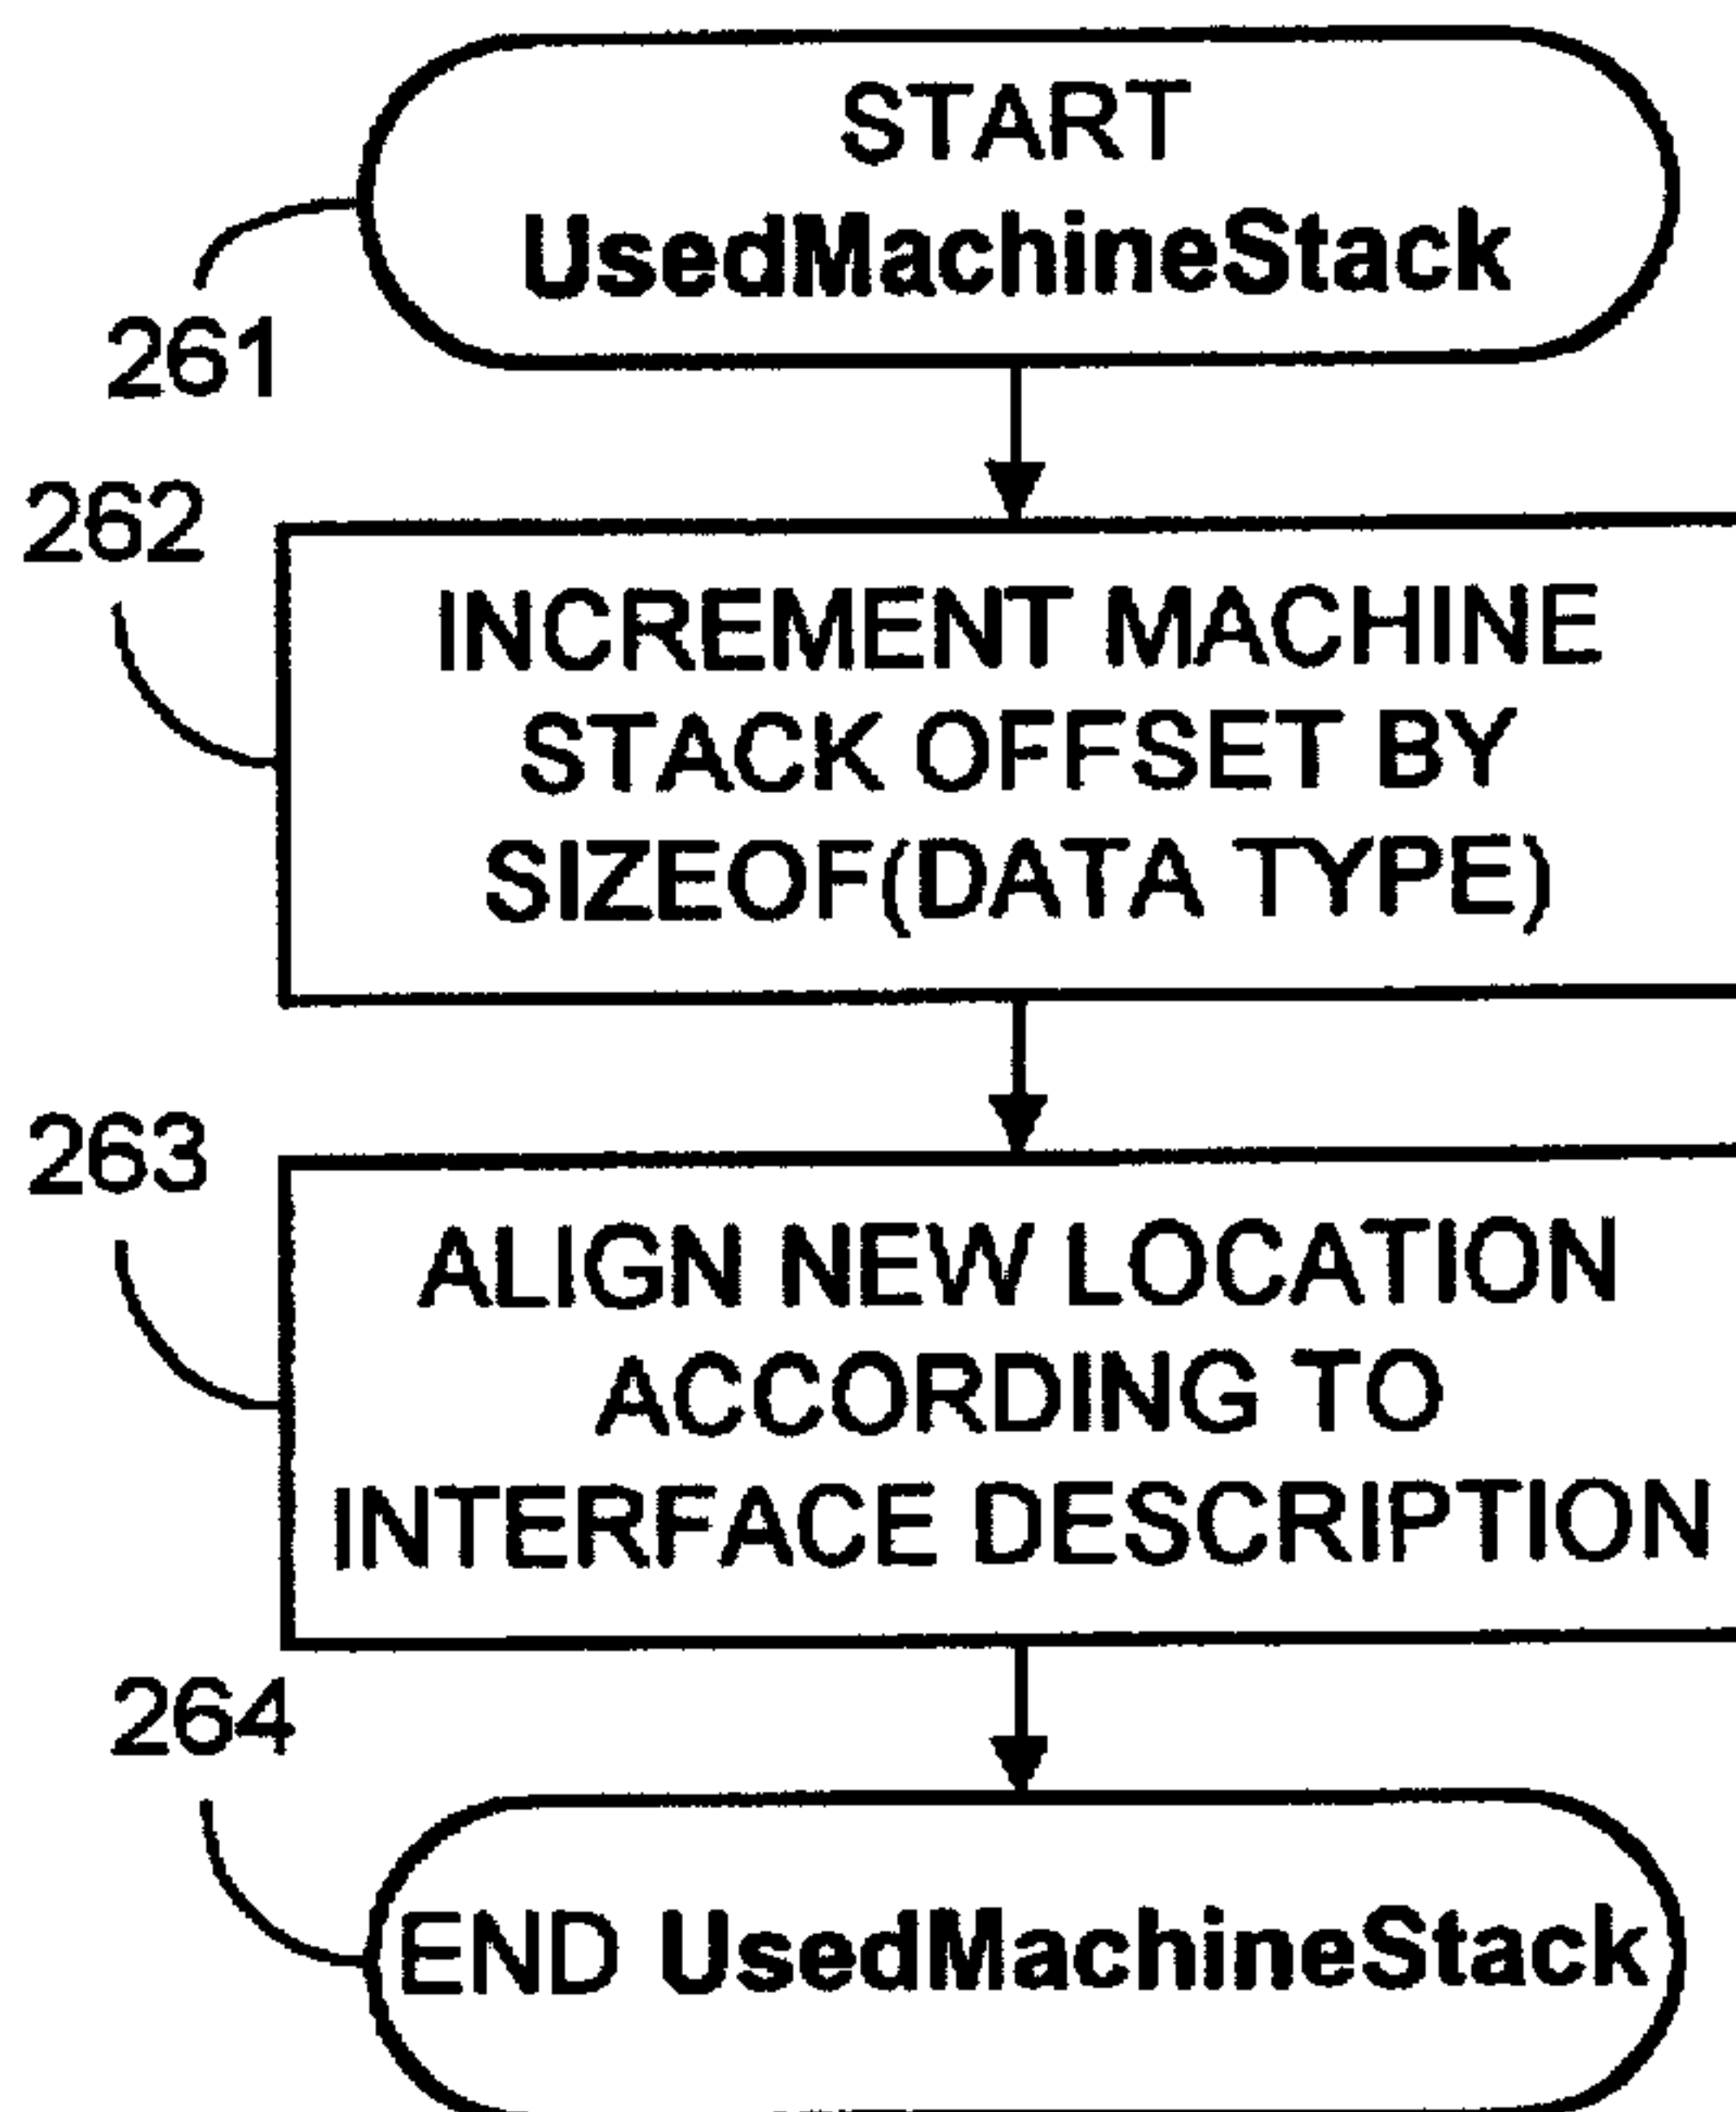 START
UsedMachineStack
261
262
INCREMENT MACHINE
STACK OFFSET BY
SIZEOF(DATA TYPE)
263
ALIGN NEW LOCATION
ACCORDING TO
INTERFACE DESCRIPTION
264
END UsedMachineStack